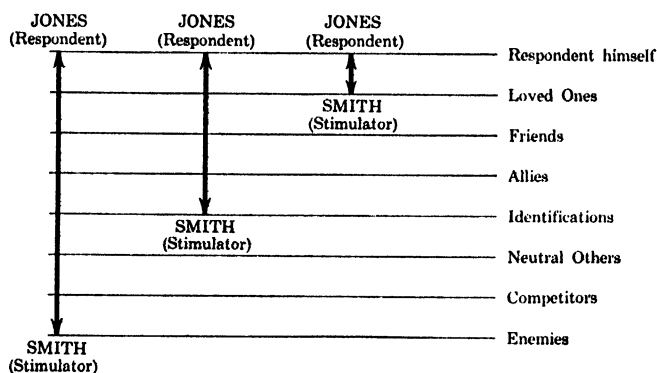 JONES JONES JONES
(Respondent) (Respondent) (Respondent)
Respondent himself
Loved Ones
SMITH
(Stimulator)
Friends
Allies
Identifications
SMITH
(Stimulator)
Neutral Others
Competitors
Enemies
SMITH
(Stimulator)